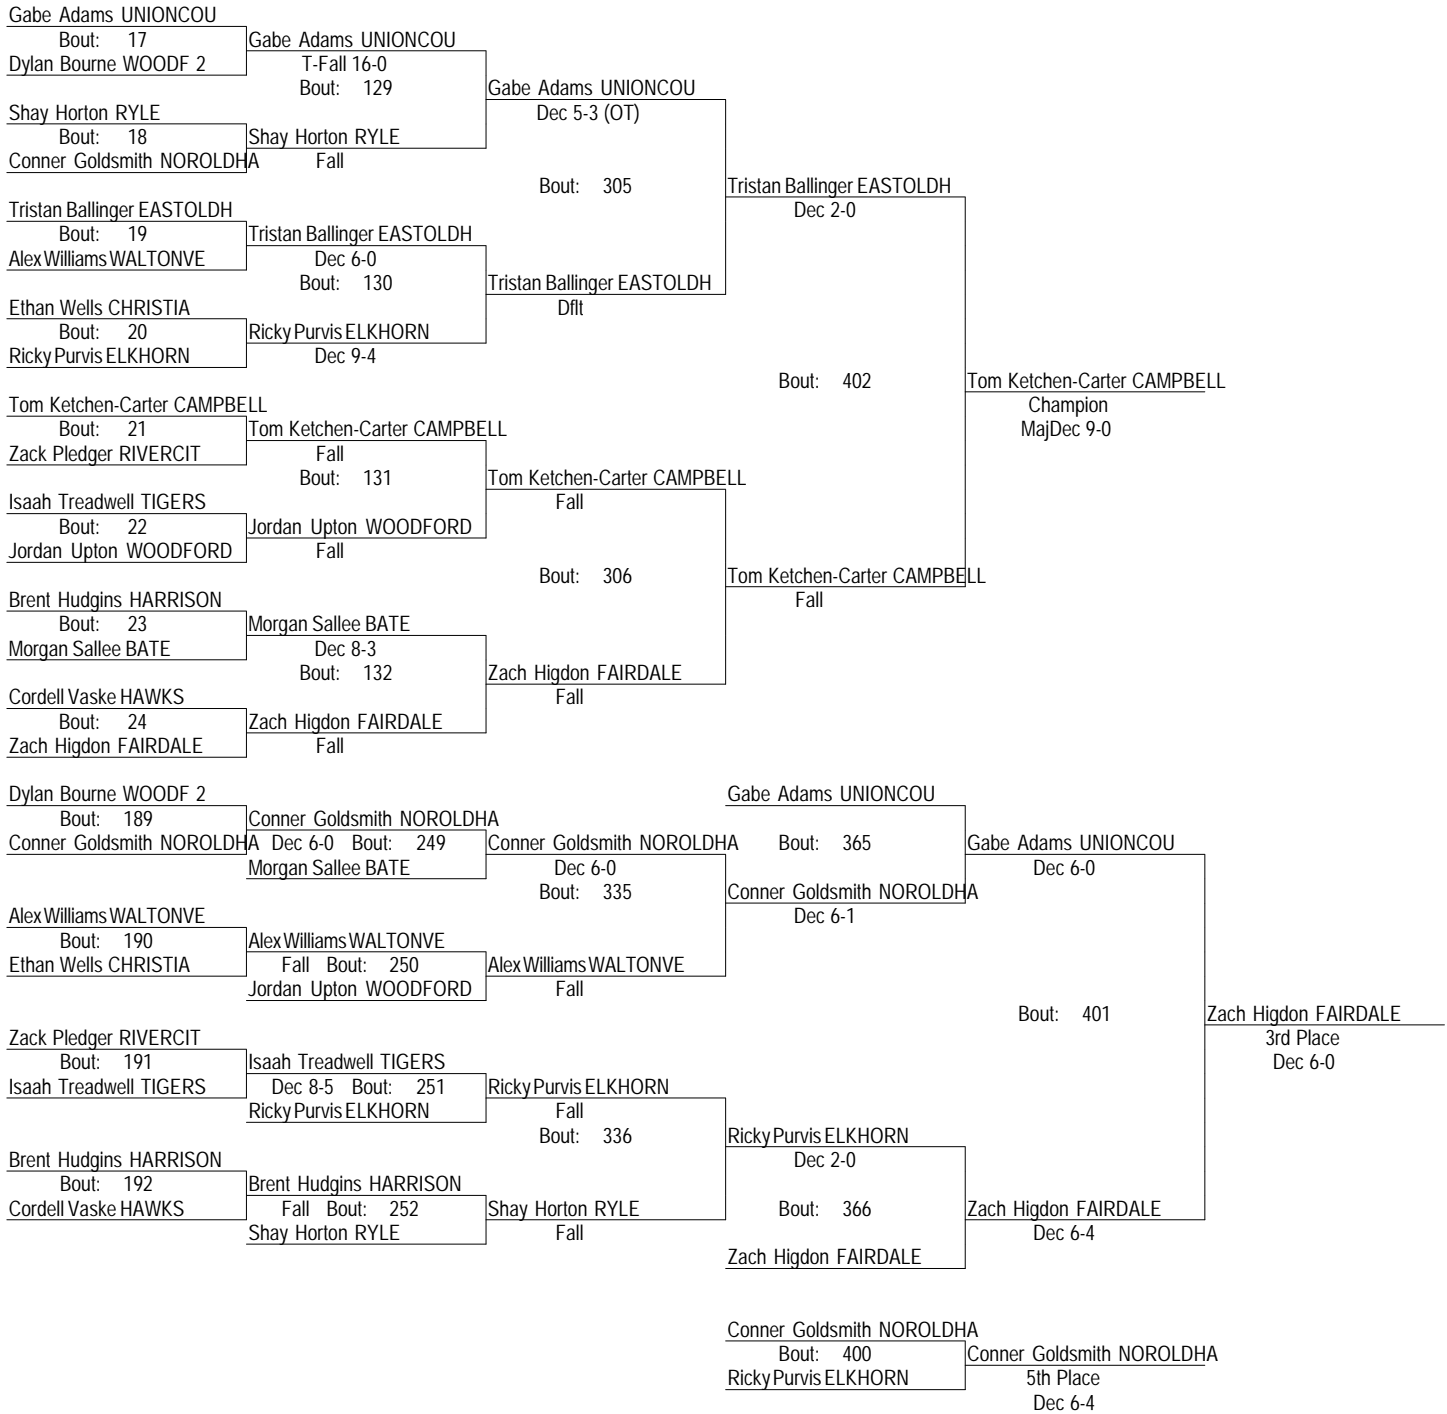 Gabe Adams UNIONCOU
Bout: 17
Gabe Adams UNIONCOU
Dylan Bourne WOODF 2
T-Fall 16-0
Bout: 129
Gabe Adams UNIONCOU
Shay Horton RYLE
Dec 5-3 (OT)
Bout: 18
Shay Horton RYLE
Conner Goldsmith NOROLDHA
Fall
Bout: 305
Tristan Ballinger EASTOLDH
Tristan Ballinger EASTOLDH
Dec 2-0
Bout: 19
Tristan Ballinger EASTOLDH
Alex Williams WALTONVE
Dec 6-0
Bout: 130
Tristan Ballinger EASTOLDH
Ethan Wells CHRISTIA
Dflt
Bout: 20
Ricky Purvis ELKHORN
Ricky Purvis ELKHORN
Dec 9-4
Bout: 402
Tom Ketchen-Carter CAMPBELL
Tom Ketchen-Carter CAMPBELL
Champion
Bout: 21
Tom Ketchen-Carter CAMPBELL
MajDec 9-0
Zack Pledger RIVERCIT
Fall
Bout: 131
Tom Ketchen-Carter CAMPBELL
Isaah Treadwell TIGERS
Fall
Bout: 22
Jordan Upton WOODFORD
Jordan Upton WOODFORD
Fall
Bout: 306
Tom Ketchen-Carter CAMPBELL
Brent Hudgins HARRISON
Fall
Bout: 23
Morgan Sallee BATE
Morgan Sallee BATE
Dec 8-3
Bout: 132
Zach Higdon FAIRDALE
Cordell Vaske HAWKS
Fall
Bout: 24
Zach Higdon FAIRDALE
Zach Higdon FAIRDALE
Fall
Dylan Bourne WOODF 2
Gabe Adams UNIONCOU
Bout: 189
Conner Goldsmith NOROLDHA
Conner Goldsmith NOROLDHA
Dec 6-0 Bout: 249
Conner Goldsmith NOROLDHA
Bout: 365
Gabe Adams UNIONCOU
Morgan Sallee BATE
Dec 6-0
Dec 6-0
Bout: 335
Conner Goldsmith NOROLDHA
Alex Williams WALTONVE
Dec 6-1
Bout: 190
Alex Williams WALTONVE
Ethan Wells CHRISTIA
Fall Bout: 250
Alex Williams WALTONVE
Jordan Upton WOODFORD
Fall
Bout: 401
Zach Higdon FAIRDALE
Zack Pledger RIVERCIT
3rd Place
Bout: 191
Isaah Treadwell TIGERS
Dec 6-0
Isaah Treadwell TIGERS
Dec 8-5 Bout: 251
Ricky Purvis ELKHORN
Ricky Purvis ELKHORN
Fall
Bout: 336
Ricky Purvis ELKHORN
Brent Hudgins HARRISON
Dec 2-0
Bout: 192
Brent Hudgins HARRISON
Cordell Vaske HAWKS
Fall Bout: 252
Shay Horton RYLE
Bout: 366
Zach Higdon FAIRDALE
Shay Horton RYLE
Fall
Dec 6-4
Zach Higdon FAIRDALE
Conner Goldsmith NOROLDHA
Bout: 400
Conner Goldsmith NOROLDHA
Ricky Purvis ELKHORN
5th Place
Dec 6-4